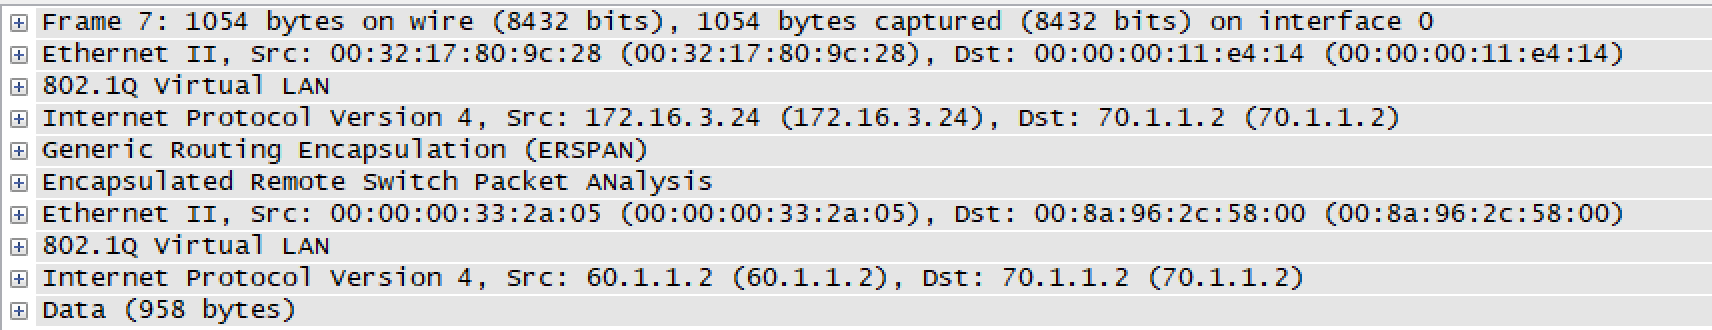 Frame 7: 1054 bytes on wire (8432 bits), 1054 bytes captured (8432 bits) on interface 0
Ethernet II, Src: 00:32:17:80:9c:28 (00:32:17:80:9c:28), Dst: 00:00:00:11:e4:14 (00:00:00:11:e4:14)
802.1Q Virtual LAN
Internet Protocol Version 4, Src: 172.16.3.24 (172.16.3.24), Dst: 70.1.1.2 (70.1.1.2)
Generic Routing Encapsulation (ERSPAN)
Encapsulated Remote Switch Packet ANalysis
Ethernet II, Src: 00:00:00:33:2a:05 (00:00:00:33:2a:05), Dst: 00:8a:96:2c:58:00 (00:8a:96:2c:58:00)
802.1Q Virtual LAN
Internet Protocol Version 4, Src: 60.1.1.2 (60.1.1.2), Dst: 70.1.1.2 (70.1.1.2)
Data (958 bytes)